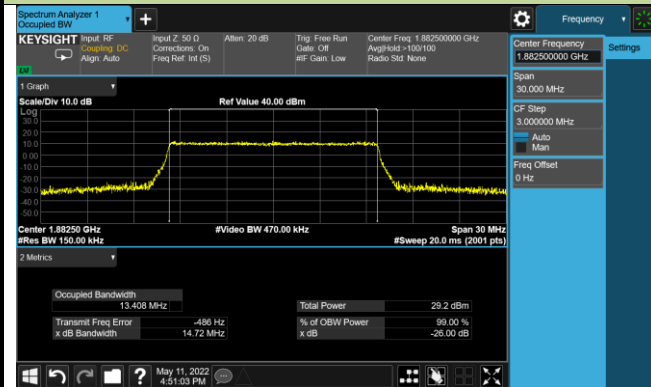 Spectrum Analyzer 1
Occupied BW
+
Frequency
KEYSIGHT
Input: RF
Coupling: DC
Align: Auto
Input Z: 50 Ω
Corrections: On
Freq Ref: Int (S)
Atten: 20 dB
Trig: Free Run
Gate: Off
#IF Gain: Low
Center Freq: 1.882500000 GHz
Avg|Hold:>100/100
Radio Std: None
Center Frequency
1.882500000 GHz
Settings
Span
30.000 MHz
CF Step
3.000000 MHz
Auto
Man
Freq Offset
0 Hz
1 Graph
Scale/Div 10.0 dB
Ref Value 40.00 dBm
Log
30.0
20.0
10.0
0.00
-10.0
-20.0
-30.0
-40.0
-50.0
Center 1.88250 GHz
#Video BW 470.00 kHz
Span 30 MHz
#Res BW 150.00 kHz
#Sweep 20.0 ms (2001 pts)
2 Metrics
Occupied Bandwidth
13.408 MHz
Total Power 29.2 dBm
Transmit Freq Error -486 Hz
% of OBW Power 99.00 %
x dB Bandwidth 14.72 MHz
x dB -26.00 dB
?
May 11, 2022
4:51:03 PM